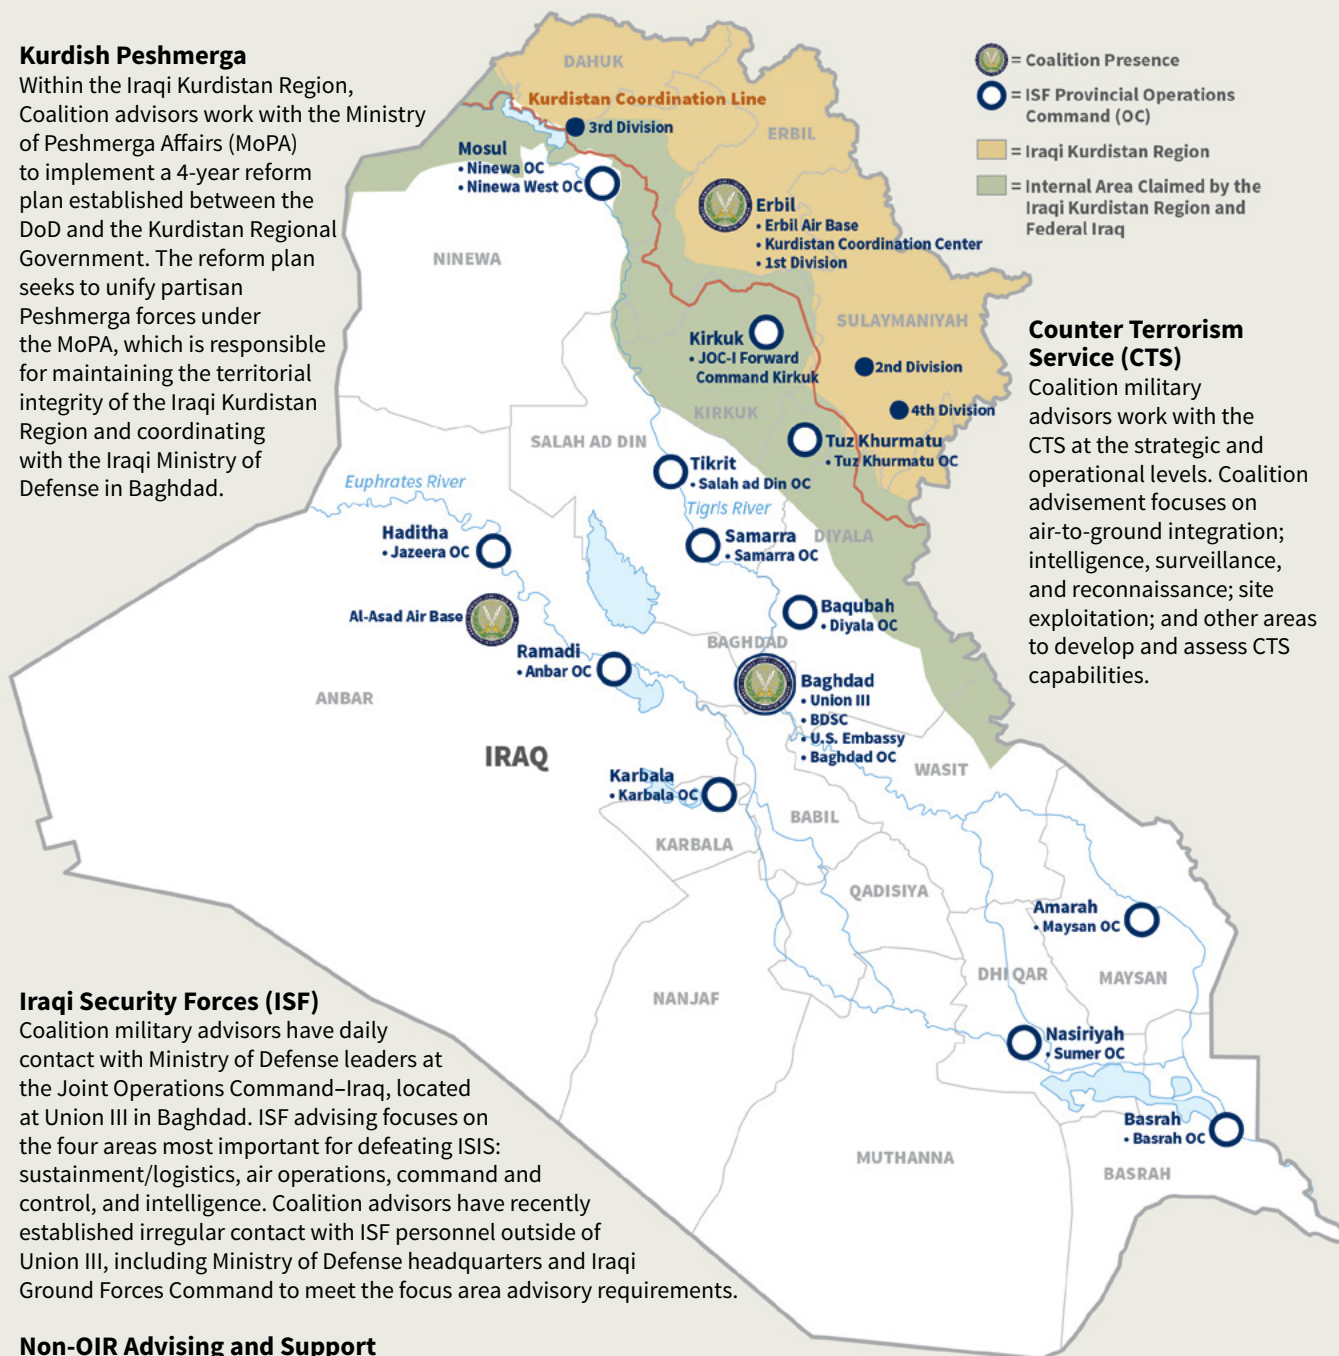 Kurdish Peshmerga
Within the Iraqi Kurdistan Region,
Coalition advisors work with the Ministry
of Peshmerga Affairs (MoPA)
to implement a 4-year reform
plan established between the
DoD and the Kurdistan Regional
Government. The reform plan
seeks to unify partisan
Peshmerga forces under
the MoPA, which is responsible
for maintaining the territorial
integrity of the Iraqi Kurdistan
Region and coordinating
with the Iraqi Ministry of
Defense in Baghdad.
= Coalition Presence
= ISF Provincial Operations
Command (OC)
= Iraqi Kurdistan Region
= Internal Area Claimed by the
Iraqi Kurdistan Region and
Federal Iraq
DAHUK
Kurdistan Coordination Line
3rd Division
ERBIL
Mosul
• Ninewa OC
• Ninewa West OC
Erbil
• Erbil Air Base
• Kurdistan Coordination Center
• 1st Division
NINEWA
SULAYMANIYAH
Kirkuk
• JOC-I Forward
Command Kirkuk
2nd Division
4th Division
KIRKUK
SALAH AD DIN
Tuz Khurmatu
• Tuz Khurmatu OC
Tikrit
• Salah ad Din OC
Euphrates River
Tigris River
Haditha
• Jazeera OC
Samarra
• Samarra OC
DIYALA
Al-Asad Air Base
Baqubah
• Diyala OC
BAGHDAD
Ramadi
• Anbar OC
Baghdad
• Union III
• BDSC
• U.S. Embassy
• Baghdad OC
ANBAR
IRAQ
WASIT
Karbala
• Karbala OC
BABIL
KARBALA
QADISIYA
Amarah
• Maysan OC
DHI QAR
MAYSAN
NANJAF
Nasiriyah
• Sumer OC
Basrah
• Basrah OC
MUTHANNA
BASRAH
Counter Terrorism
Service (CTS)
Coalition military
advisors work with the
CTS at the strategic and
operational levels. Coalition
advisement focuses on
air-to-ground integration;
intelligence, surveillance,
and reconnaissance; site
exploitation; and other areas
to develop and assess CTS
capabilities.
Iraqi Security Forces (ISF)
Coalition military advisors have daily
contact with Ministry of Defense leaders at
the Joint Operations Command–Iraq, located
at Union III in Baghdad. ISF advising focuses on
the four areas most important for defeating ISIS:
sustainment/logistics, air operations, command and
control, and intelligence. Coalition advisors have recently
established irregular contact with ISF personnel outside of
Union III, including Ministry of Defense headquarters and Iraqi
Ground Forces Command to meet the focus area advisory requirements.
Non-OIR Advising and Support